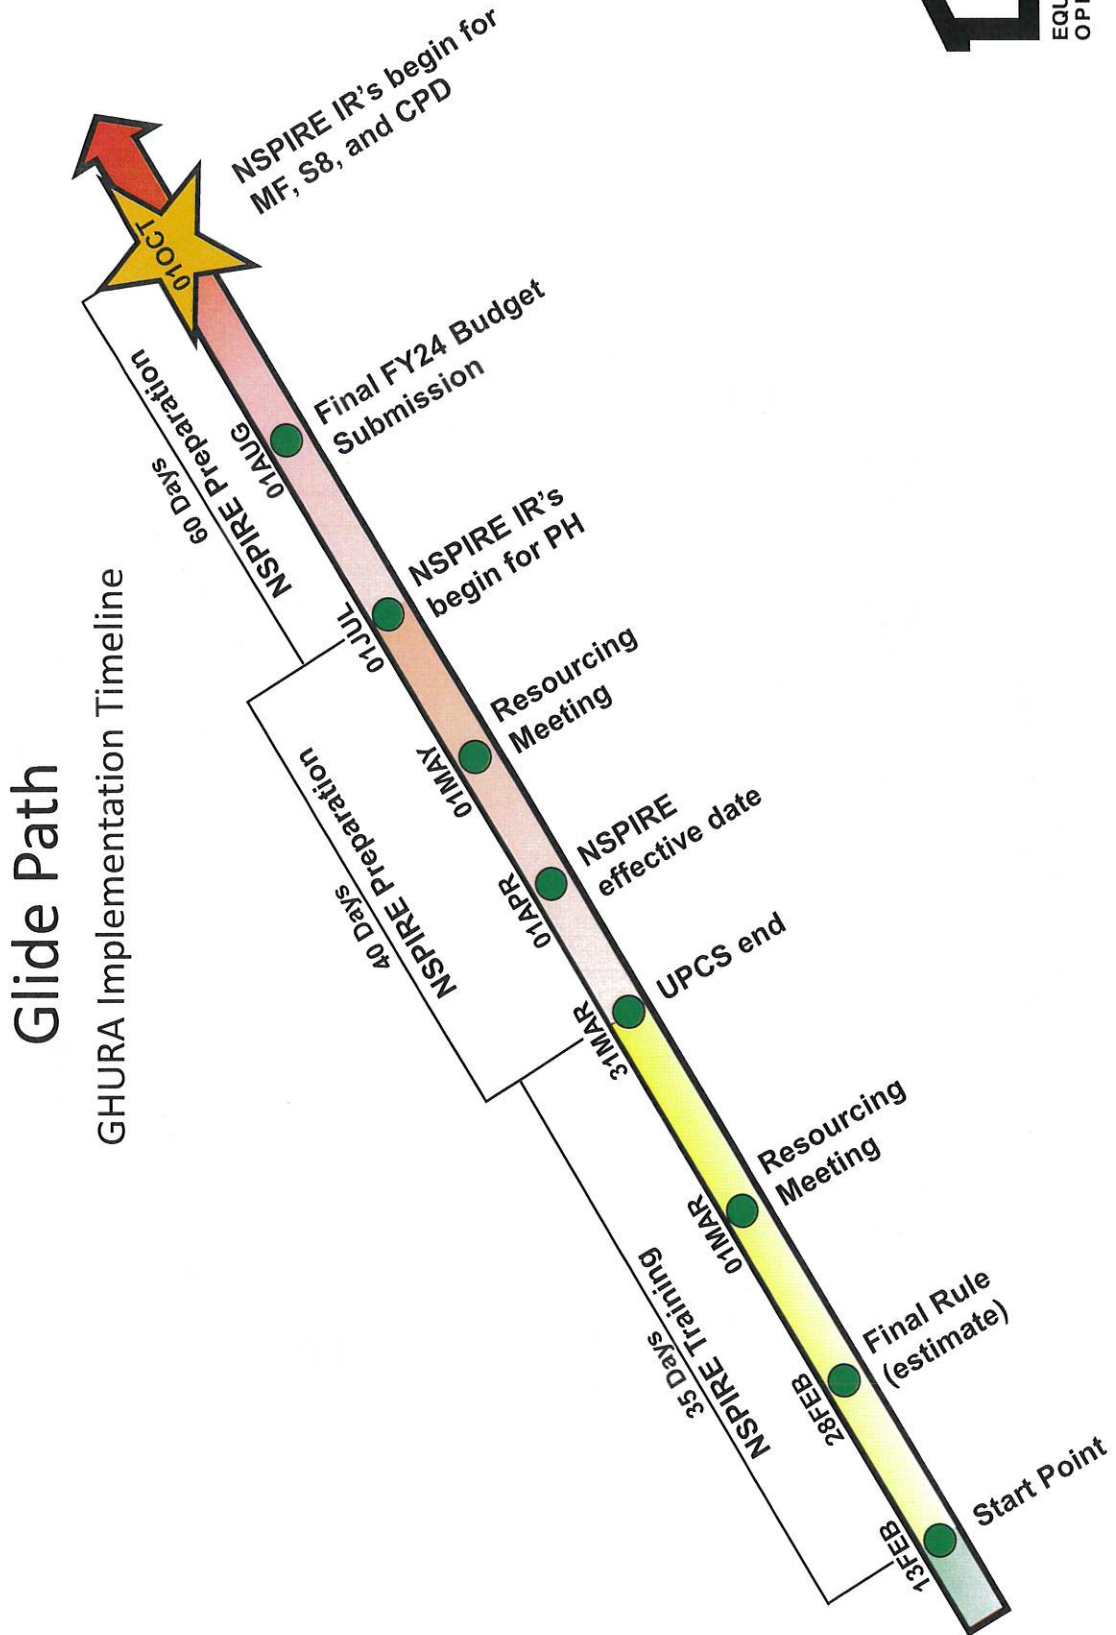 Glide Path
GHURA Implementation Timeline
NSPIRE Training
35 Days
NSPIRE Preparation
40 Days
NSPIRE Preparation
60 Days
13FEB
Start Point
28FEB
Final Rule
(estimate)
01MAR
Resourcing
Meeting
31MAR
UPCS end
01APR
NSPIRE
effective date
01MAY
Resourcing
Meeting
01JUL
NSPIRE IR's
begin for PH
01AUG
Final FY24 Budget
Submission
01OCT
NSPIRE IR's begin for
MF, S8, and CPD